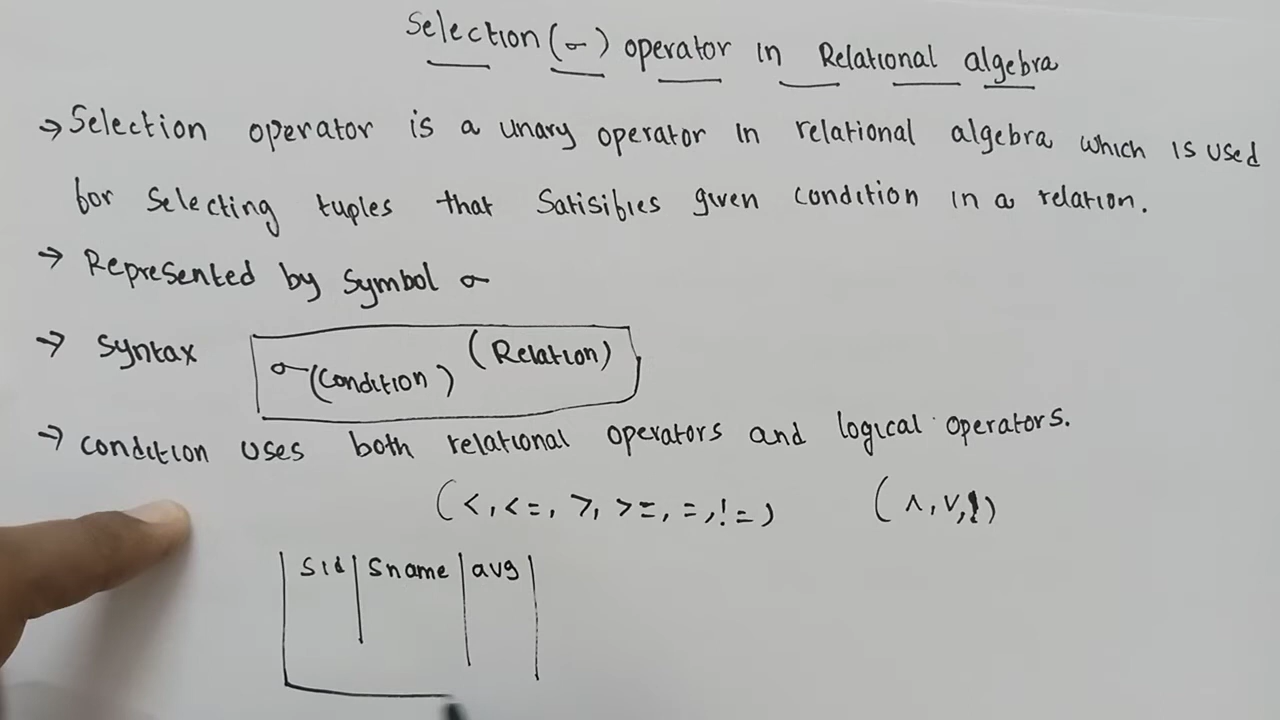 Selection (σ) operator in Relational algebra
→ Selection operator is a unary operator in relational algebra which is used
for selecting tuples that Satisifies given condition in a relation.
→ Represented by Symbol σ
→ Syntax σ(Condition) (Relation)
→ Condition uses both relational operators and logical operators.
(<, <=, >, >=, =, !=) (∧, ∨, !)
Sid Sname avg